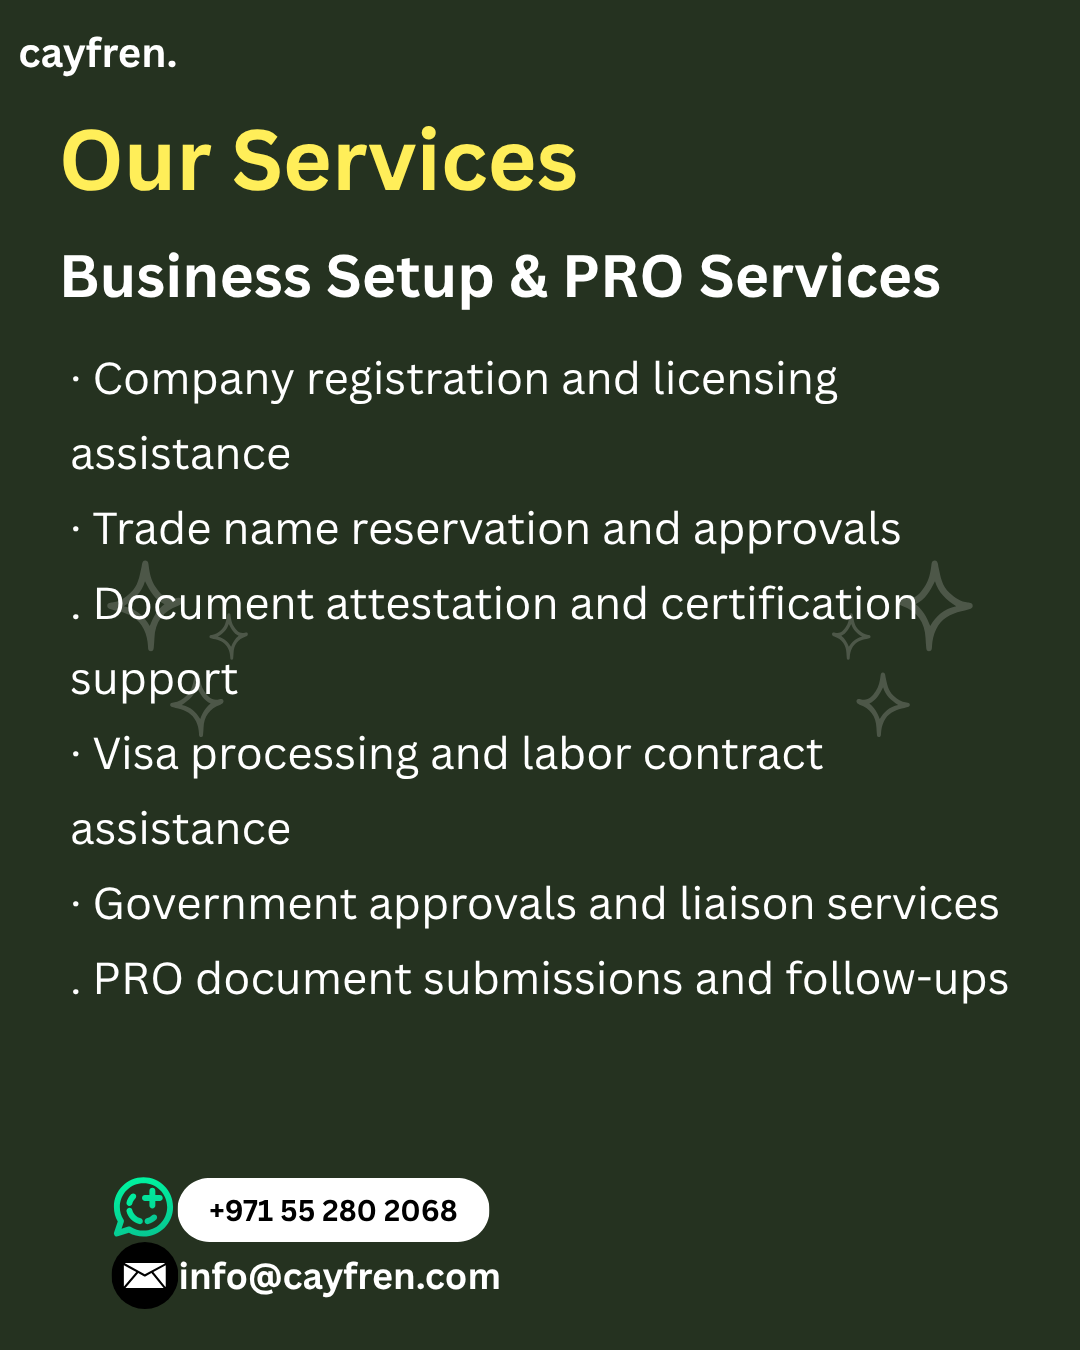 cayfren.
Our Services
Business Setup & PRO Services
· Company registration and licensing
assistance
· Trade name reservation and approvals
. Document attestation and certification
support
· Visa processing and labor contract
assistance
· Government approvals and liaison services
. PRO document submissions and follow-ups
+971 55 280 2068
info@cayfren.com